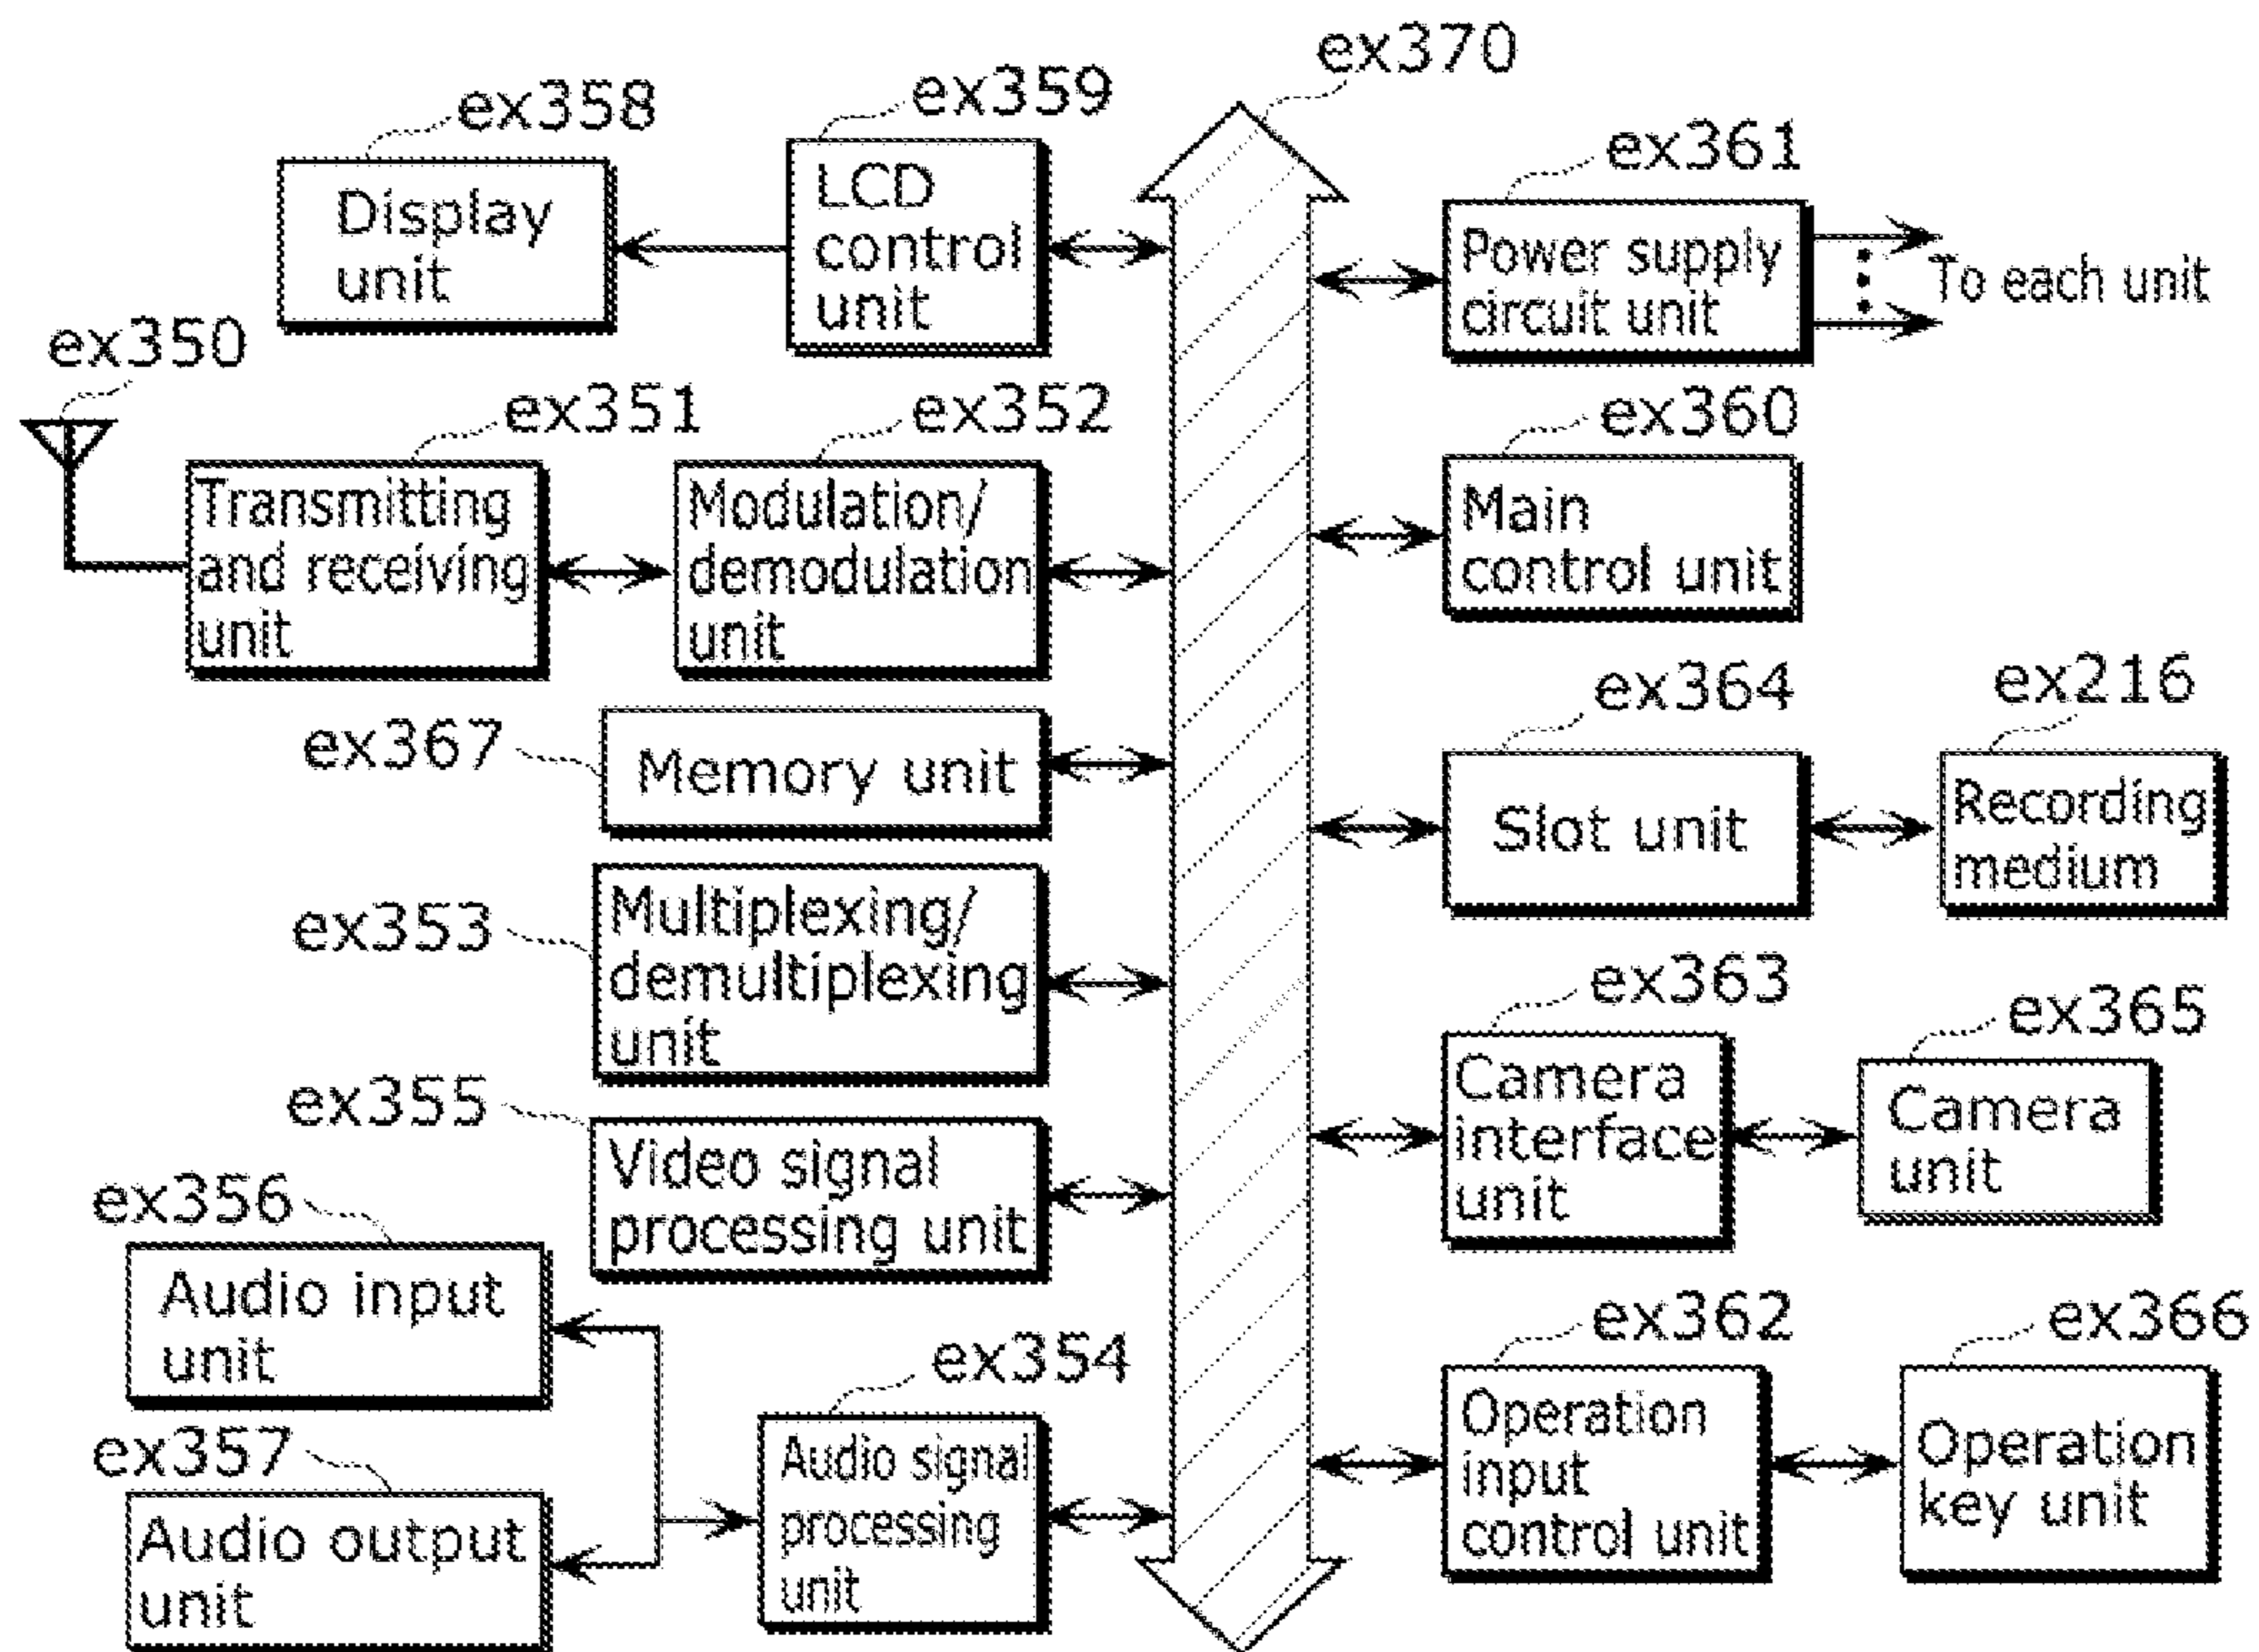 ex370
ex358
ex359
ex361
Display
unit
LCD
control
unit
Power supply
circuit unit
To each unit
ex350
ex351
ex352
ex360
Transmitting
and receiving
unit
Modulation/
demodulation
unit
Main
control unit
ex364
ex216
ex367
Memory unit
Slot unit
Recording
medium
ex353
Multiplexing/
demultiplexing
unit
ex363
ex365
ex355
Camera
interface
unit
Camera
unit
Video signal
processing unit
ex356
Audio input
unit
ex354
ex362
ex366
ex357
Audio signal
processing
unit
Operation
input
control unit
Operation
key unit
Audio output
unit